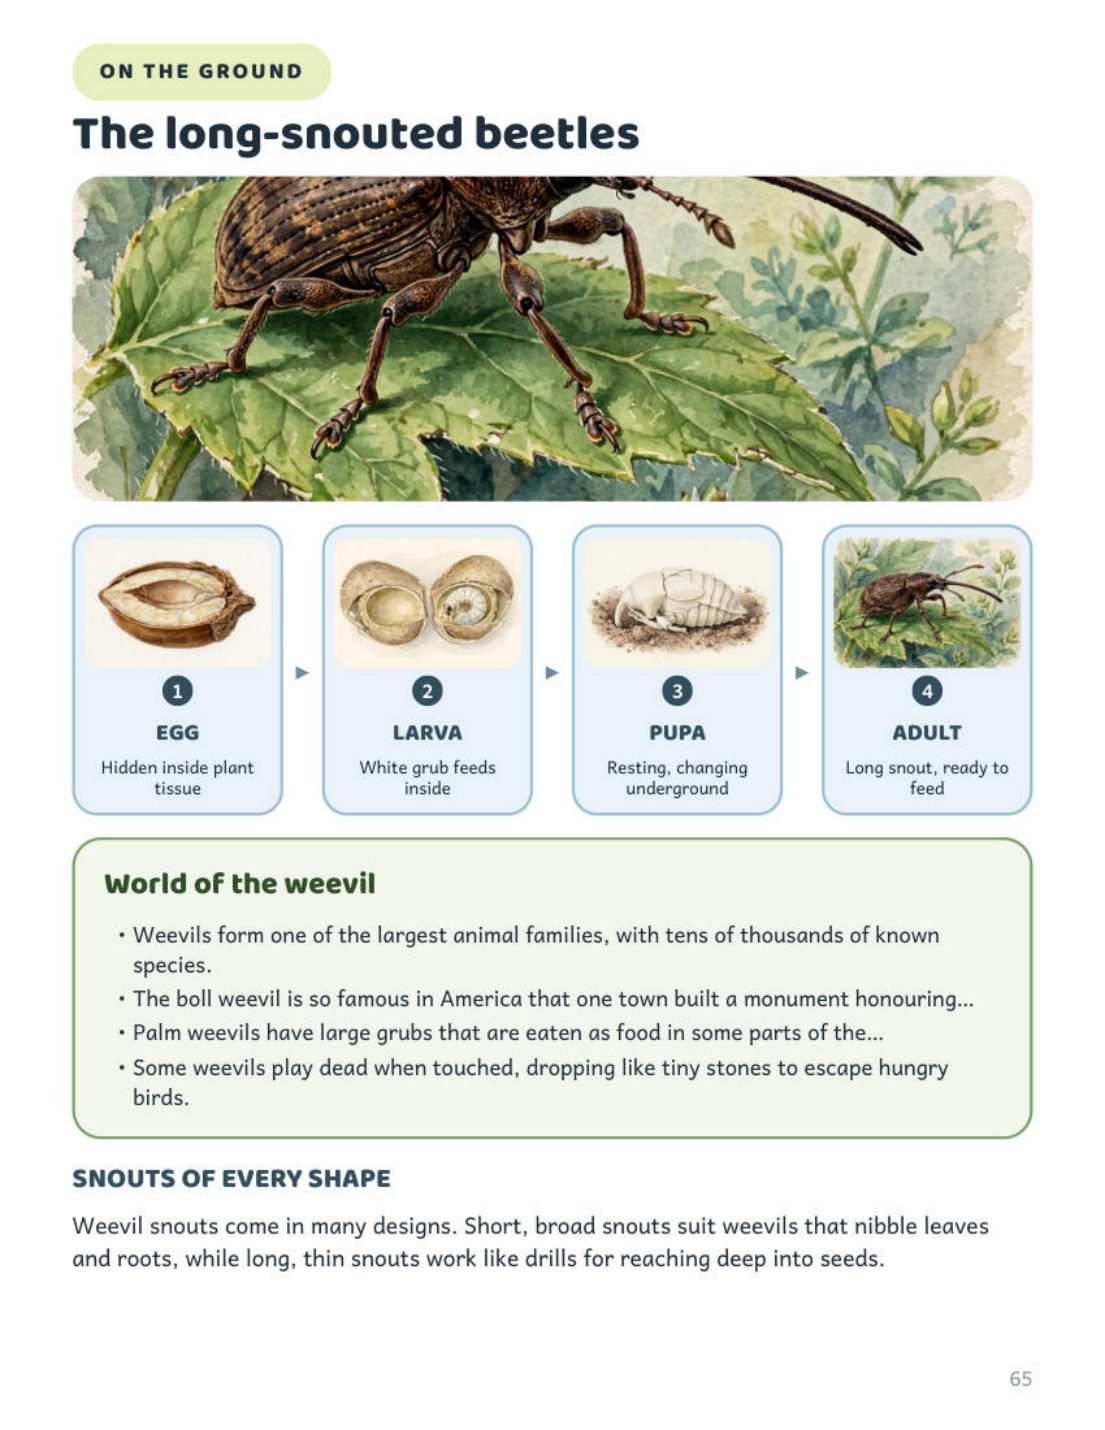 ON THE GROUND
The long-snouted beetles
1
EGG
Hidden inside plant
tissue
2
LARVA
White grub feeds
inside
3
PUPA
Resting, changing
underground
4
ADULT
Long snout, ready to
feed
World of the weevil
• Weevils form one of the largest animal families, with tens of thousands of known
species.
• The boll weevil is so famous in America that one town built a monument honouring...
• Palm weevils have large grubs that are eaten as food in some parts of the...
• Some weevils play dead when touched, dropping like tiny stones to escape hungry
birds.
SNOUTS OF EVERY SHAPE
Weevil snouts come in many designs. Short, broad snouts suit weevils that nibble leaves
and roots, while long, thin snouts work like drills for reaching deep into seeds.
65